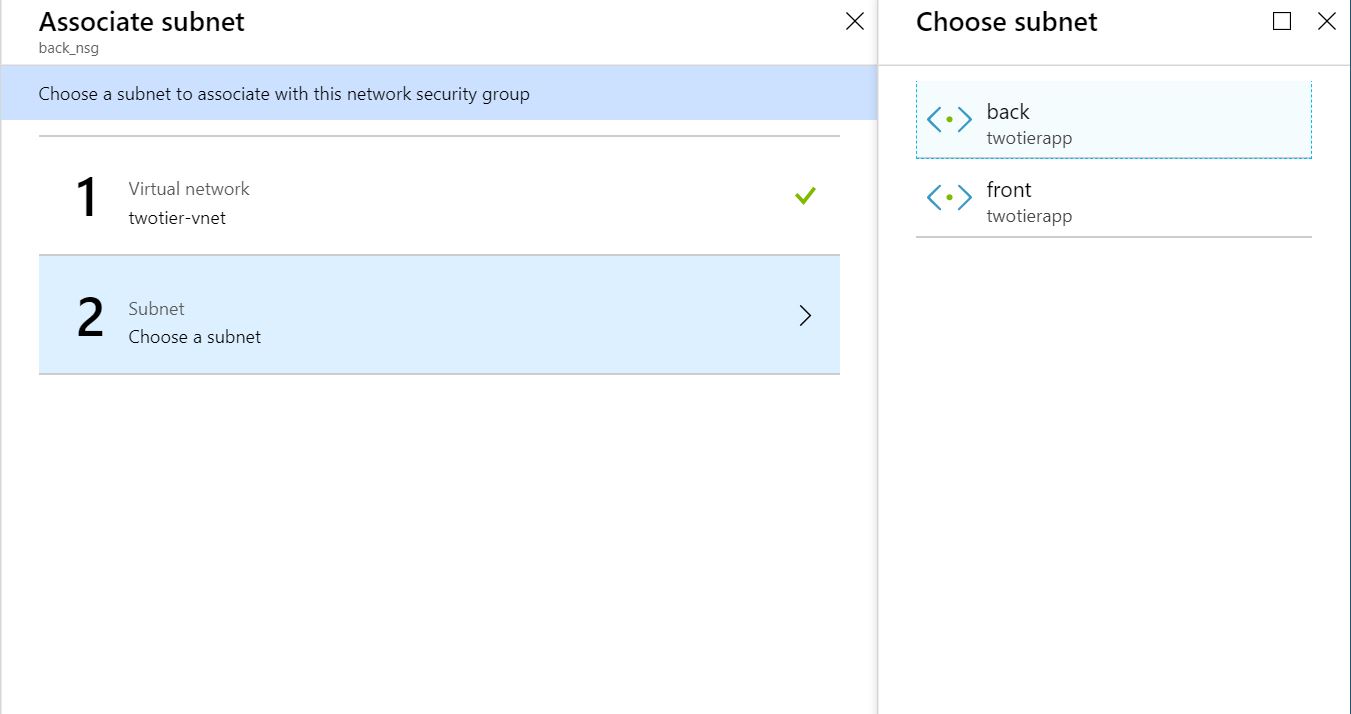 Associate subnet
back_nsg
Choose a subnet to associate with this network security group
1
Virtual network
twotier-vnet
2
Subnet
Choose a subnet
Choose subnet
back
twotierapp
front
twotierapp